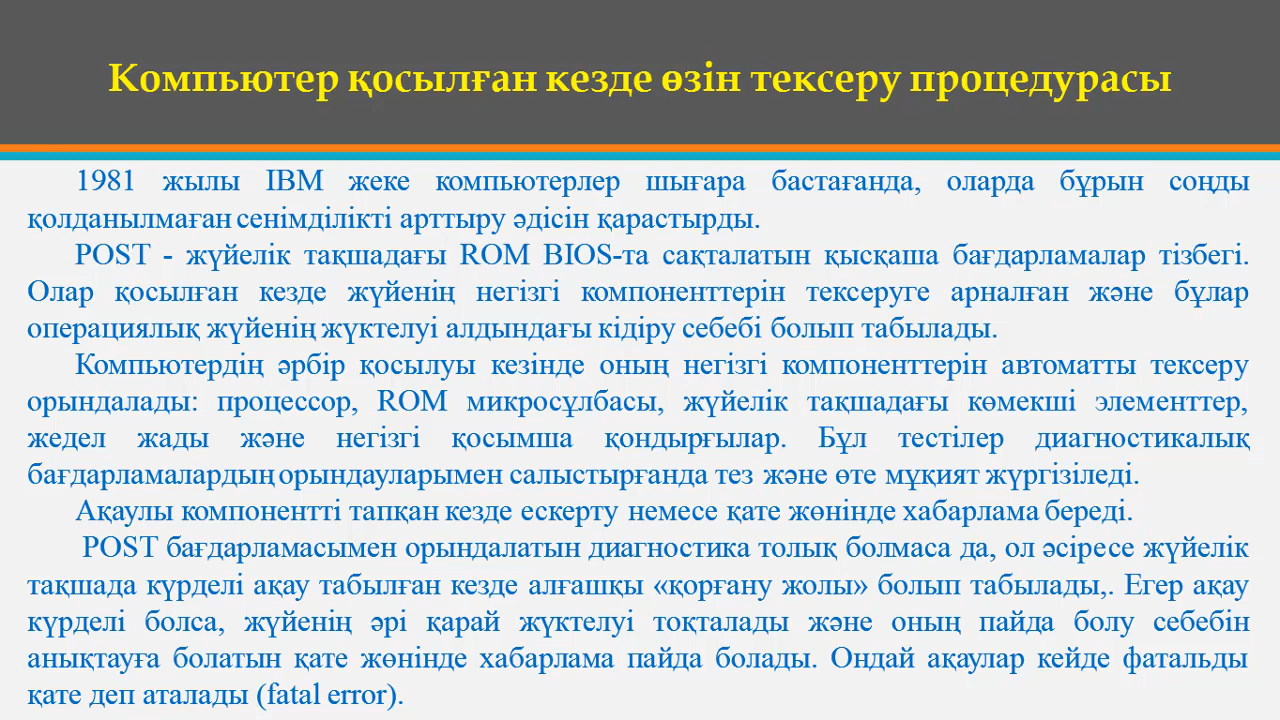 Компьютер қосылған кезде өзін тексеру процедурасы
1981 жылы IBM жеке компьютерлер шығара бастағанда, оларда бұрын соңды
қолданылмаған сенімділікті арттыру әдісін қарастырды.
POST - жүйелік тақшадағы ROM BIOS-та сақталатын қысқаша бағдарламалар тізбегі.
Олар қосылған кезде жүйенің негізгі компоненттерін тексеруге арналған және бұлар
операциялық жүйенің жүктелуі алдындағы кідіру себебі болып табылады.
Компьютердің әрбір қосылуы кезінде оның негізгі компоненттерін автоматты тексеру
орындалады: процессор, ROM микросұлбасы, жүйелік тақшадағы көмекші элементтер,
жедел жады және негізгі қосымша қондырғылар. Бұл тестілер диагностикалық
бағдарламалардың орындауларымен салыстырғанда тез және өте мұқият жүргізіледі.
Ақаулы компонентті тапқан кезде ескерту немесе қате жөнінде хабарлама береді.
POST бағдарламасымен орындалатын диагностика толық болмаса да, ол әсіресе жүйелік
тақшада күрделі ақау табылған кезде алғашқы «қорғану жолы» болып табылады,. Егер ақау
күрделі болса, жүйенің әрі қарай жүктелуі тоқталады және оның пайда болу себебін
анықтауға болатын қате жөнінде хабарлама пайда болады. Ондай ақаулар кейде фатальды
қате деп аталады (fatal error).